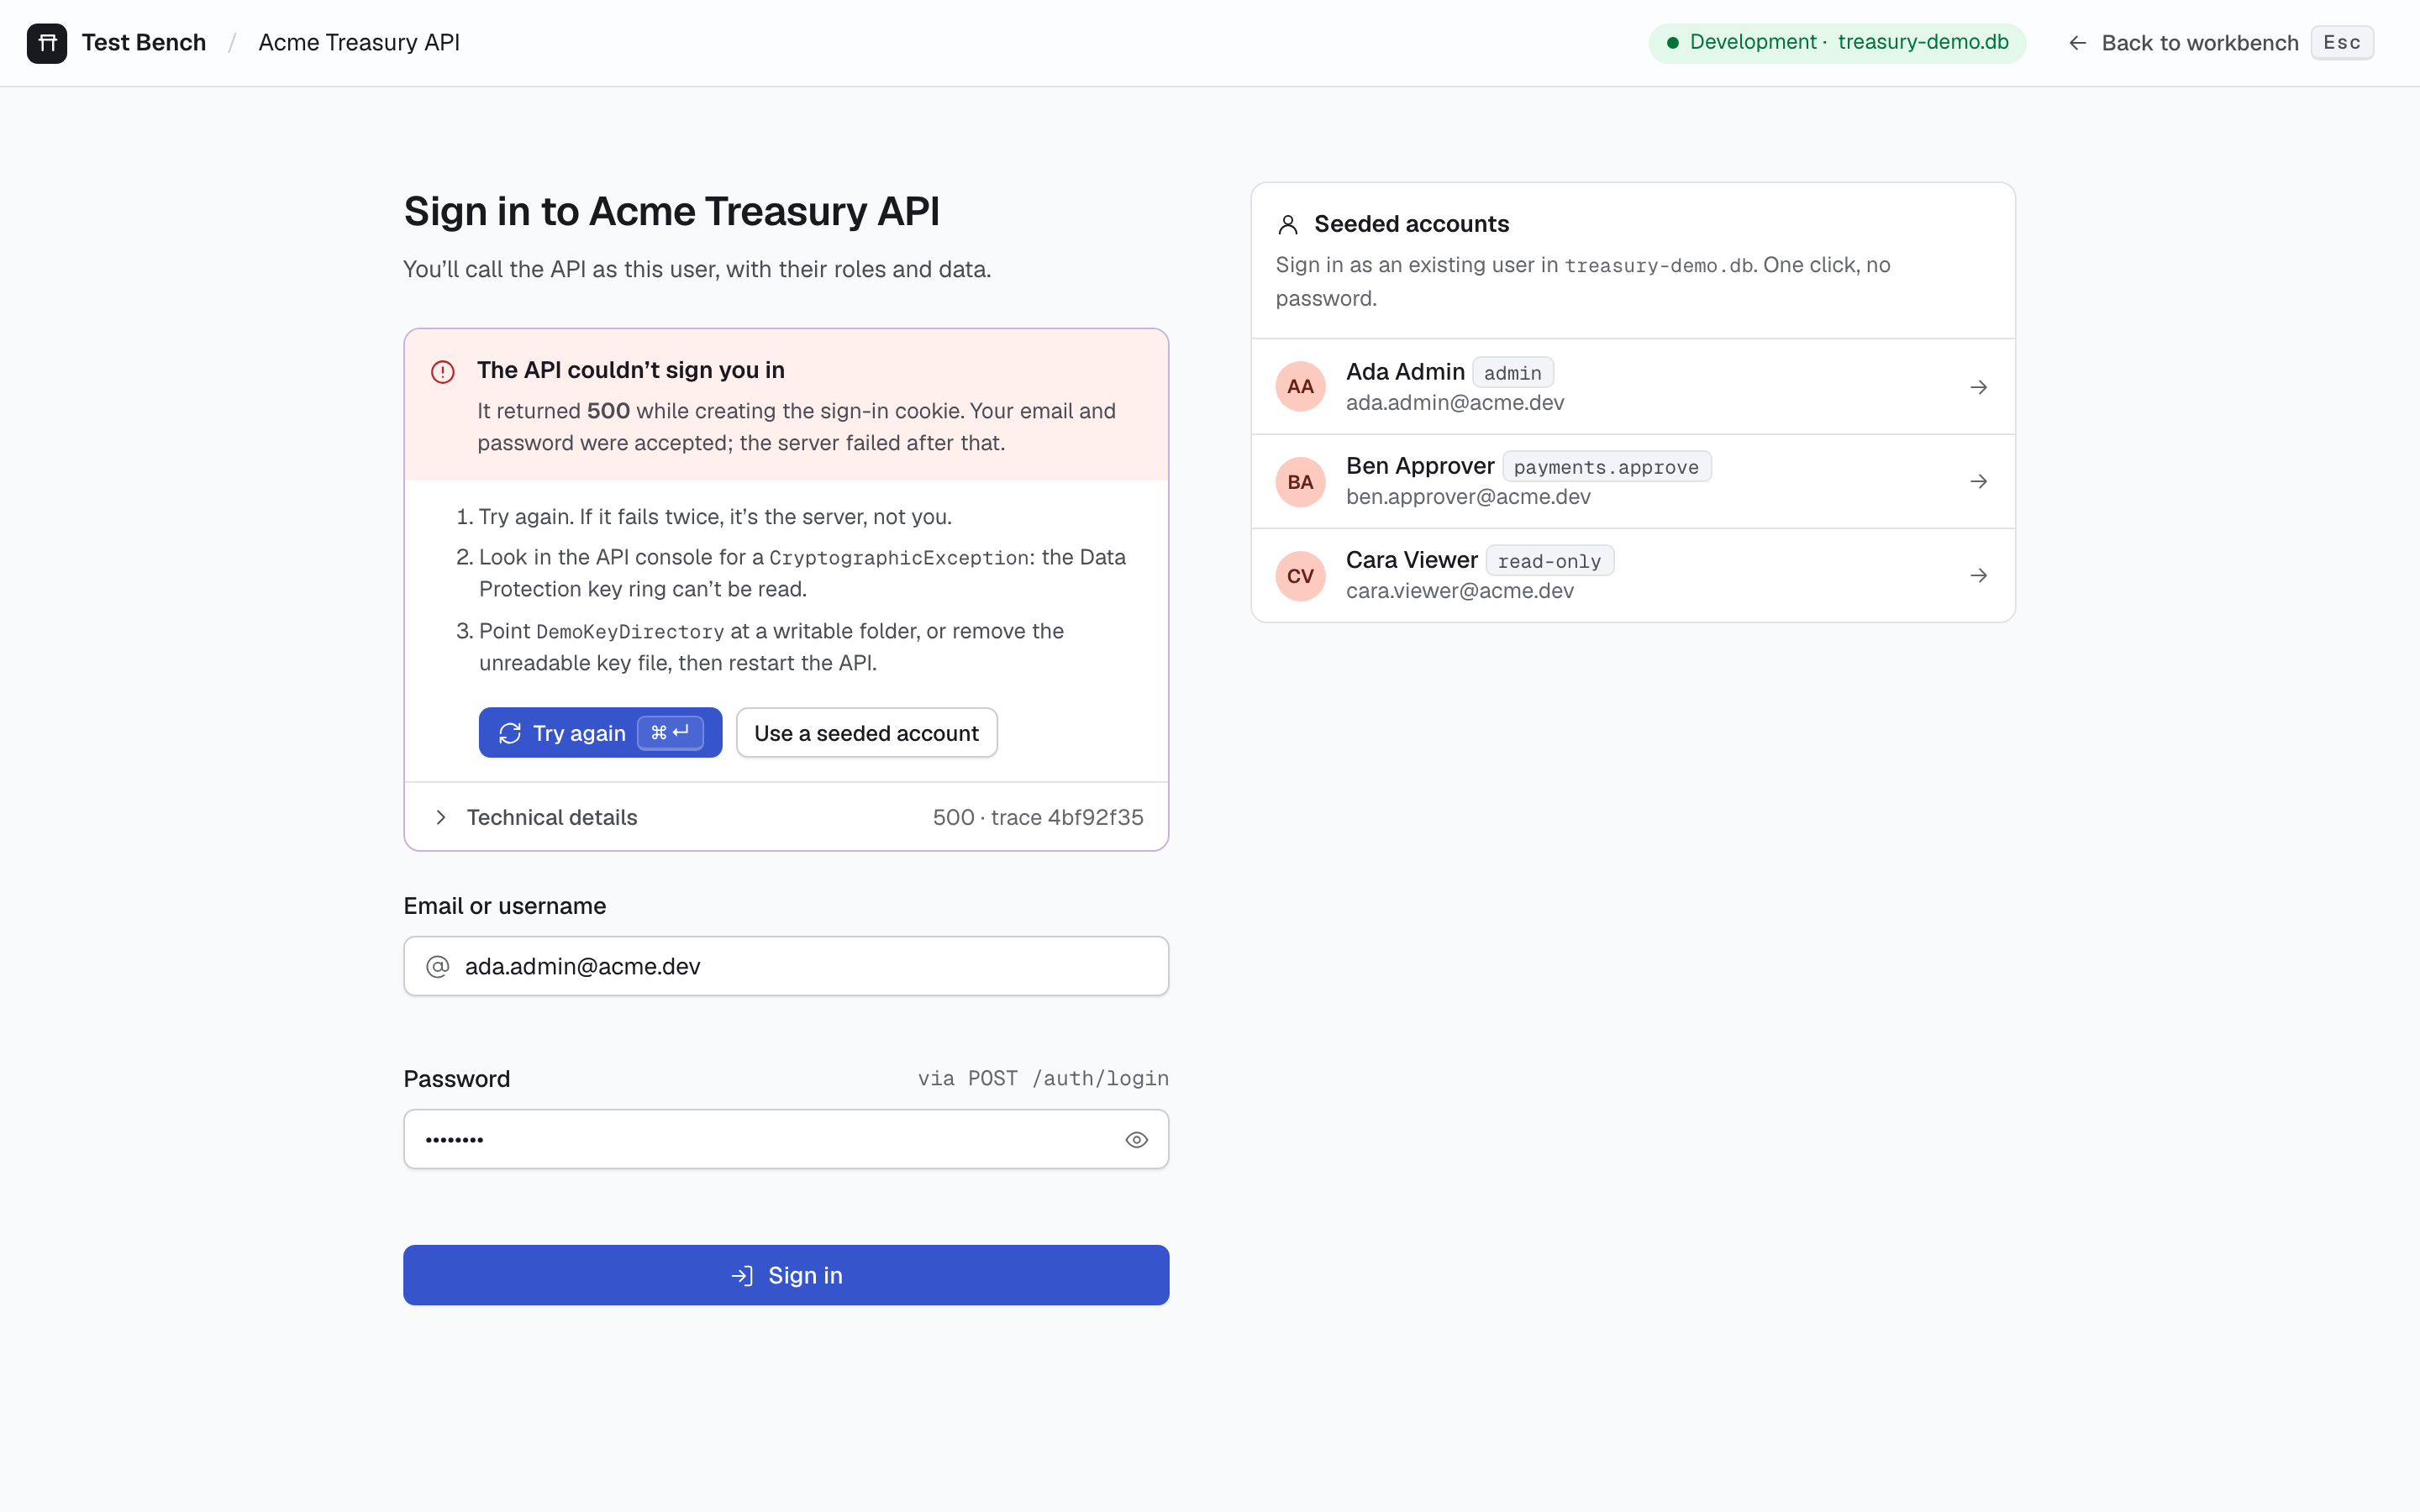 Test Bench / Acme Treasury API
Development · treasury-demo.db
Back to workbench Esc
Sign in to Acme Treasury API
You’ll call the API as this user, with their roles and data.
The API couldn’t sign you in
It returned 500 while creating the sign-in cookie. Your email and
password were accepted; the server failed after that.
1. Try again. If it fails twice, it’s the server, not you.
2. Look in the API console for a CryptographicException: the Data
Protection key ring can’t be read.
3. Point DemoKeyDirectory at a writable folder, or remove the
unreadable key file, then restart the API.
Try again ⌘ ↵
Use a seeded account
Technical details
500 · trace 4bf92f35
Email or username
ada.admin@acme.dev
Password
via POST /auth/login
Sign in
Seeded accounts
Sign in as an existing user in treasury-demo.db. One click, no
password.
AA
Ada Admin admin
ada.admin@acme.dev
BA
Ben Approver payments.approve
ben.approver@acme.dev
CV
Cara Viewer read-only
cara.viewer@acme.dev